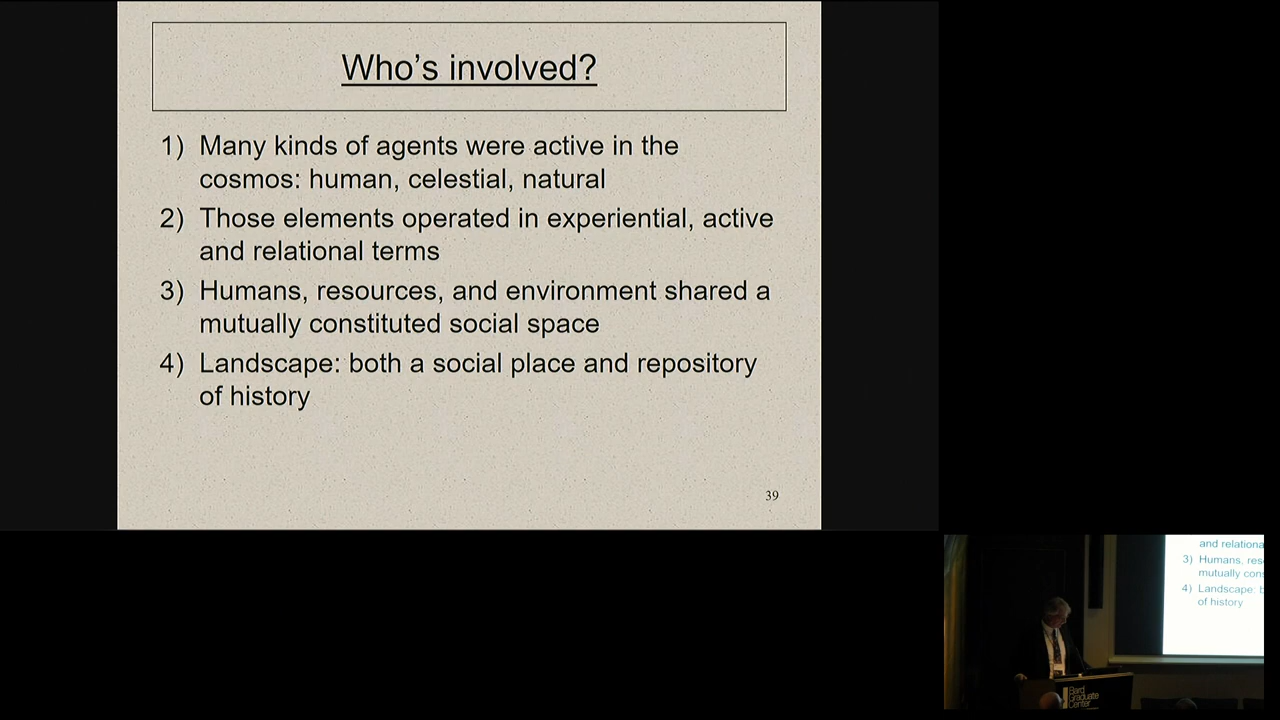 Who's involved?
1) Many kinds of agents were active in the
cosmos: human, celestial, natural
2) Those elements operated in experiential, active
and relational terms
3) Humans, resources, and environment shared a
mutually constituted social space
4) Landscape: both a social place and repository
of history
39
and relationa
3) Humans, res
mutually cons
4) Landscape: b
of history
Bard
Graduate
Center